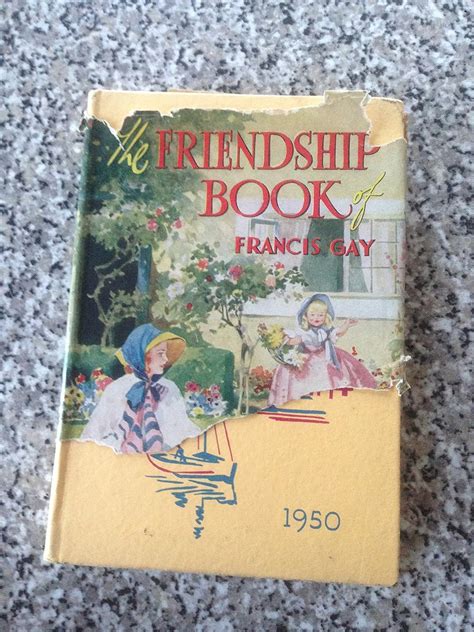 The FRIENDSHIP
BOOK of
FRANCIS GAY
1950